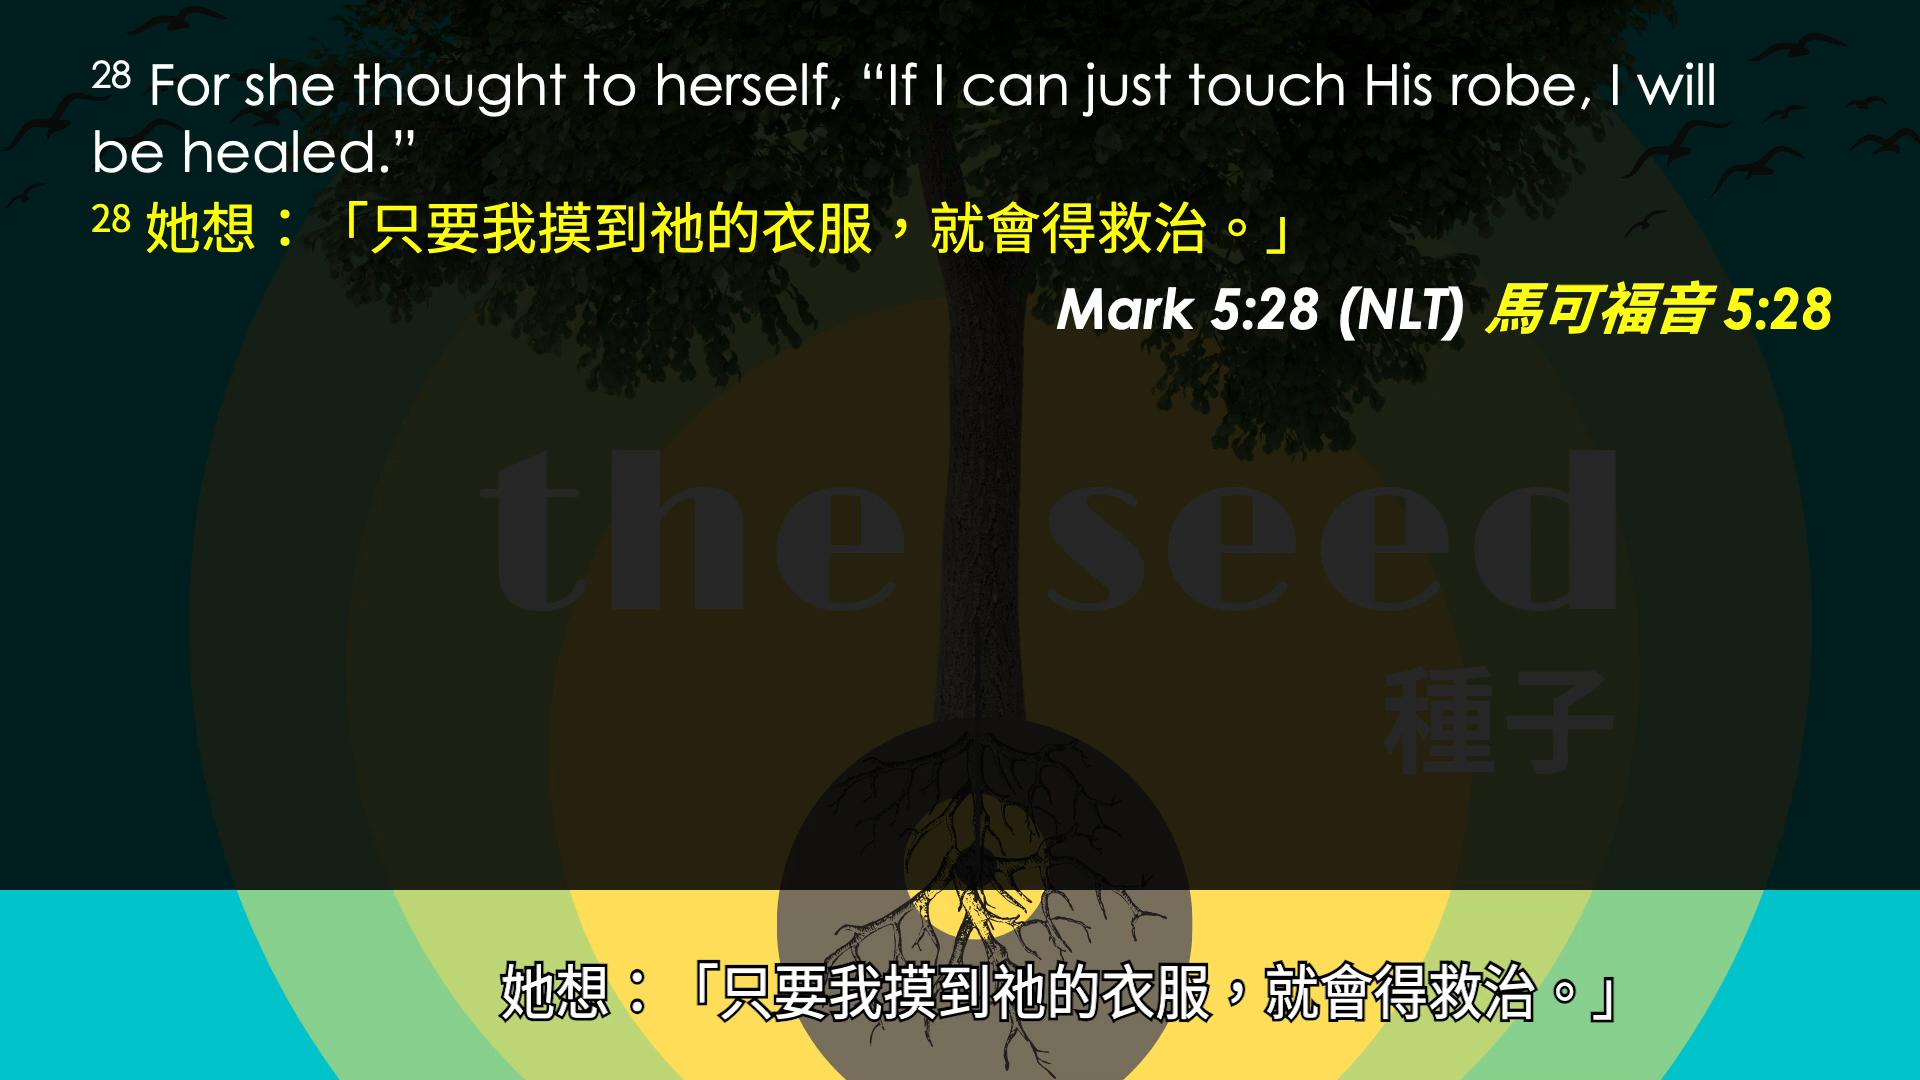 28 For she thought to herself, “If I can just touch His robe, I will
be healed.”
28 她想：「只要我摸到祂的衣服，就會得救治。」
Mark 5:28 (NLT) 馬可福音 5:28
the seed
種子
她想：「只要我摸到祂的衣服，就會得救治。」